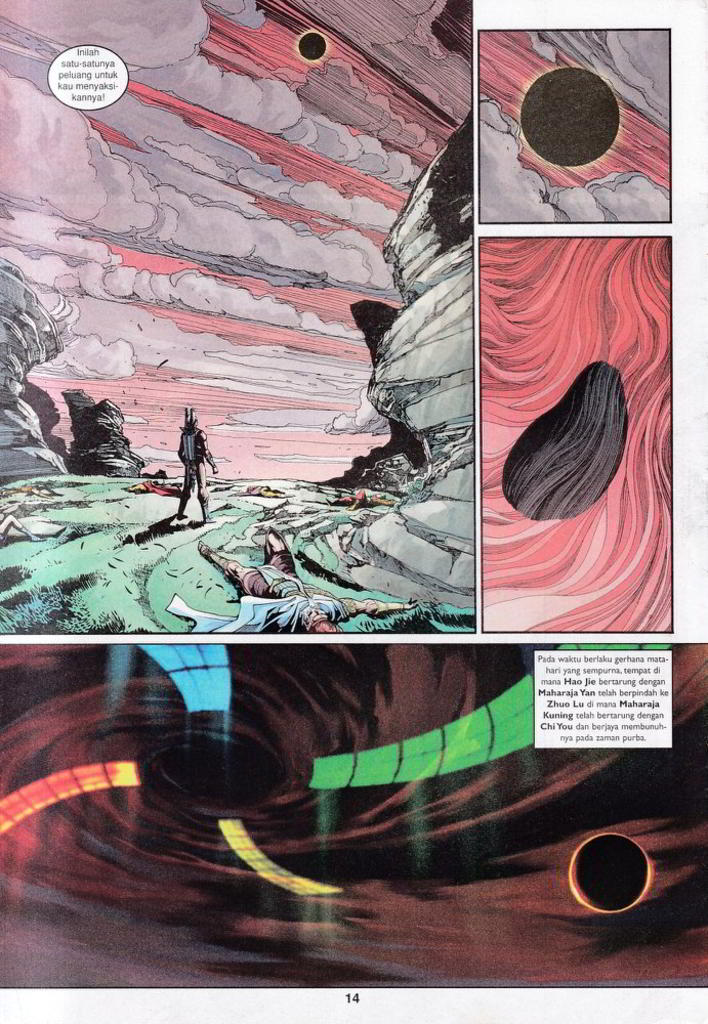 Inilah
satu-satunya
peluang untuk
kau menyaksi-
kannya!
Pada waktu berlaku gerhana mata-
hari yang sempurna, tempat di
mana Hao Jie bertarung dengan
Maharaja Yan telah berpindah ke
Zhuo Lu di mana Maharaja
Kuning telah bertarung dengan
Chi You dan berjaya membunuh-
nya pada zaman purba.
14